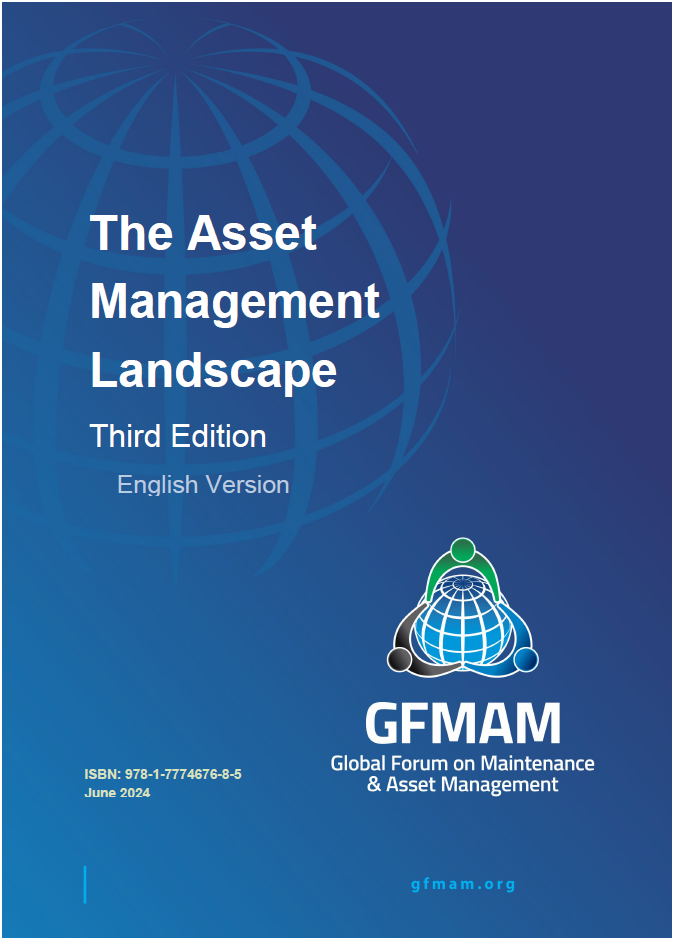 The Asset
Management
Landscape
Third Edition
English Version
GFMAM
Global Forum on Maintenance
& Asset Management
ISBN: 978-1-7774676-8-5
June 2024
gfmam.org